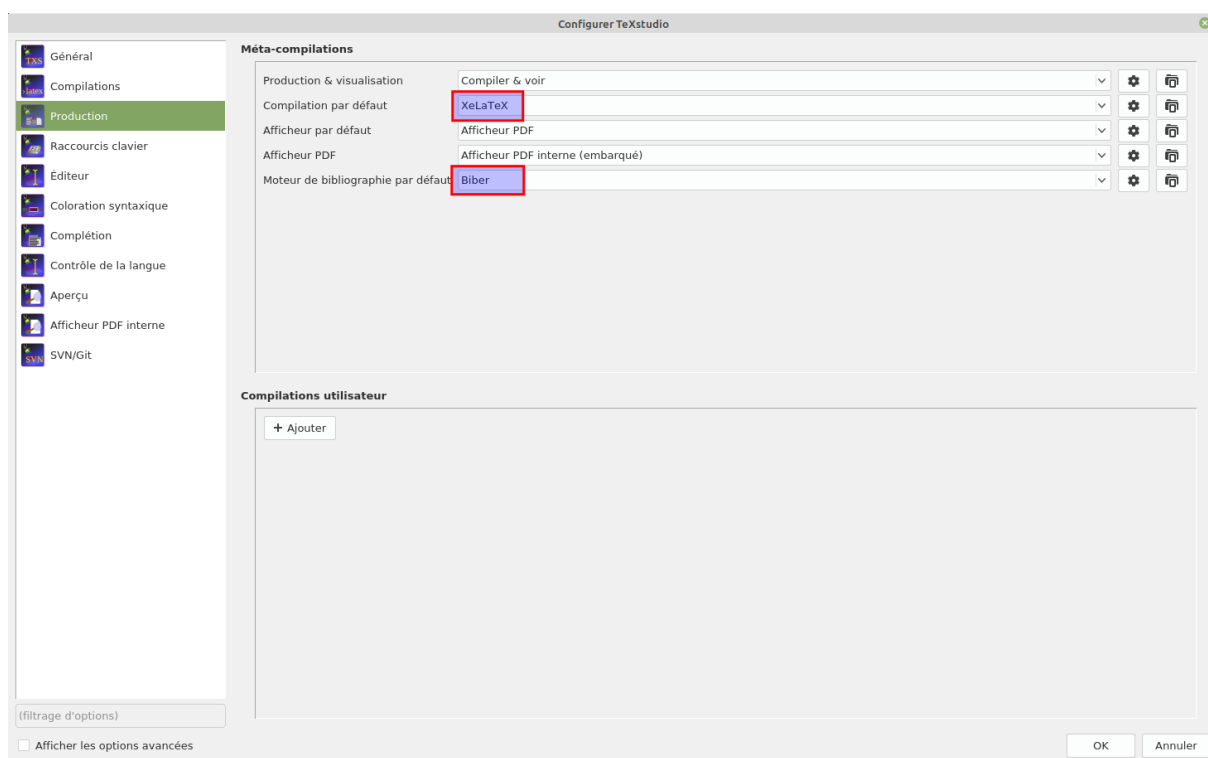 Configurer TeXstudio
Général
Compilations
Production
Raccourcis clavier
Éditeur
Coloration syntaxique
Complétion
Contrôle de la langue
Aperçu
Afficheur PDF interne
SVN/Git
(filtrage d'options)
Afficher les options avancées
Méta-compilations
Production & visualisation Compiler & voir
Compilation par défaut XeLaTeX
Afficheur par défaut Afficheur PDF
Afficheur PDF Afficheur PDF interne (embarqué)
Moteur de bibliographie par défaut Biber
Compilations utilisateur
+ Ajouter
OK Annuler